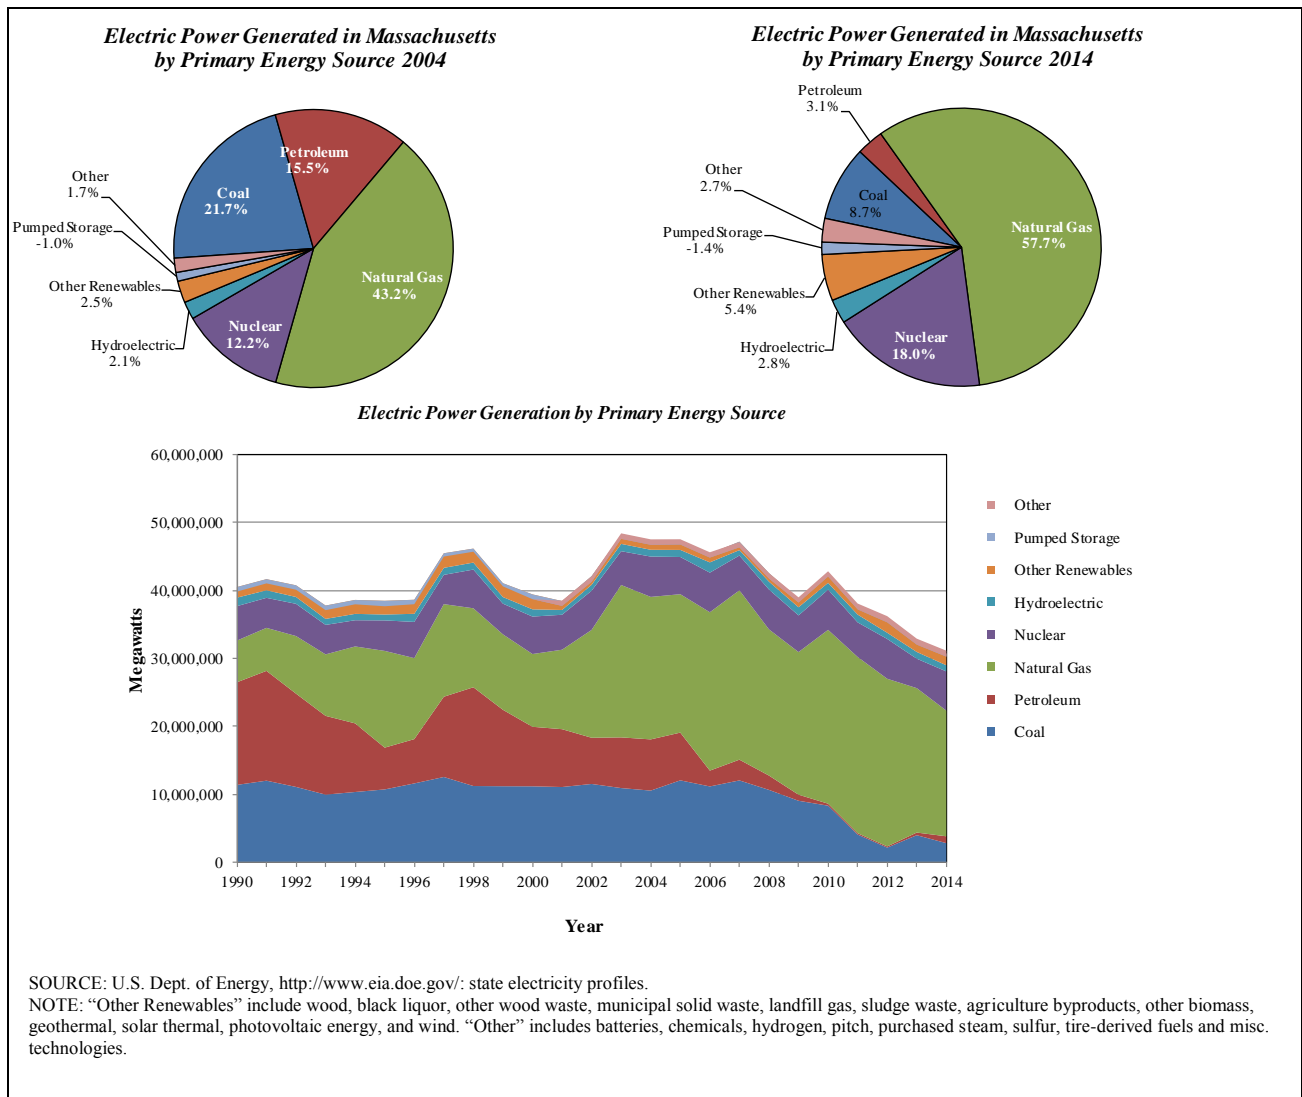 Electric Power Generated in Massachusetts
by Primary Energy Source 2004
Petroleum
15.5%
Coal
21.7%
Other
1.7%
Pumped Storage
-1.0%
Other Renewables
2.5%
Hydroelectric
2.1%
Nuclear
12.2%
Natural Gas
43.2%
Electric Power Generated in Massachusetts
by Primary Energy Source 2014
Petroleum
3.1%
Other
2.7%
Coal
8.7%
Pumped Storage
-1.4%
Other Renewables
5.4%
Hydroelectric
2.8%
Nuclear
18.0%
Natural Gas
57.7%
Electric Power Generation by Primary Energy Source
Megawatts
60,000,000
50,000,000
40,000,000
30,000,000
20,000,000
10,000,000
0
1990 1992 1994 1996 1998 2000 2002 2004 2006 2008 2010 2012 2014
Year
Other
Pumped Storage
Other Renewables
Hydroelectric
Nuclear
Natural Gas
Petroleum
Coal
SOURCE: U.S. Dept. of Energy, http://www.eia.doe.gov/: state electricity profiles.
NOTE: “Other Renewables” include wood, black liquor, other wood waste, municipal solid waste, landfill gas, sludge waste, agriculture byproducts, other biomass,
geothermal, solar thermal, photovoltaic energy, and wind. “Other” includes batteries, chemicals, hydrogen, pitch, purchased steam, sulfur, tire-derived fuels and misc.
technologies.